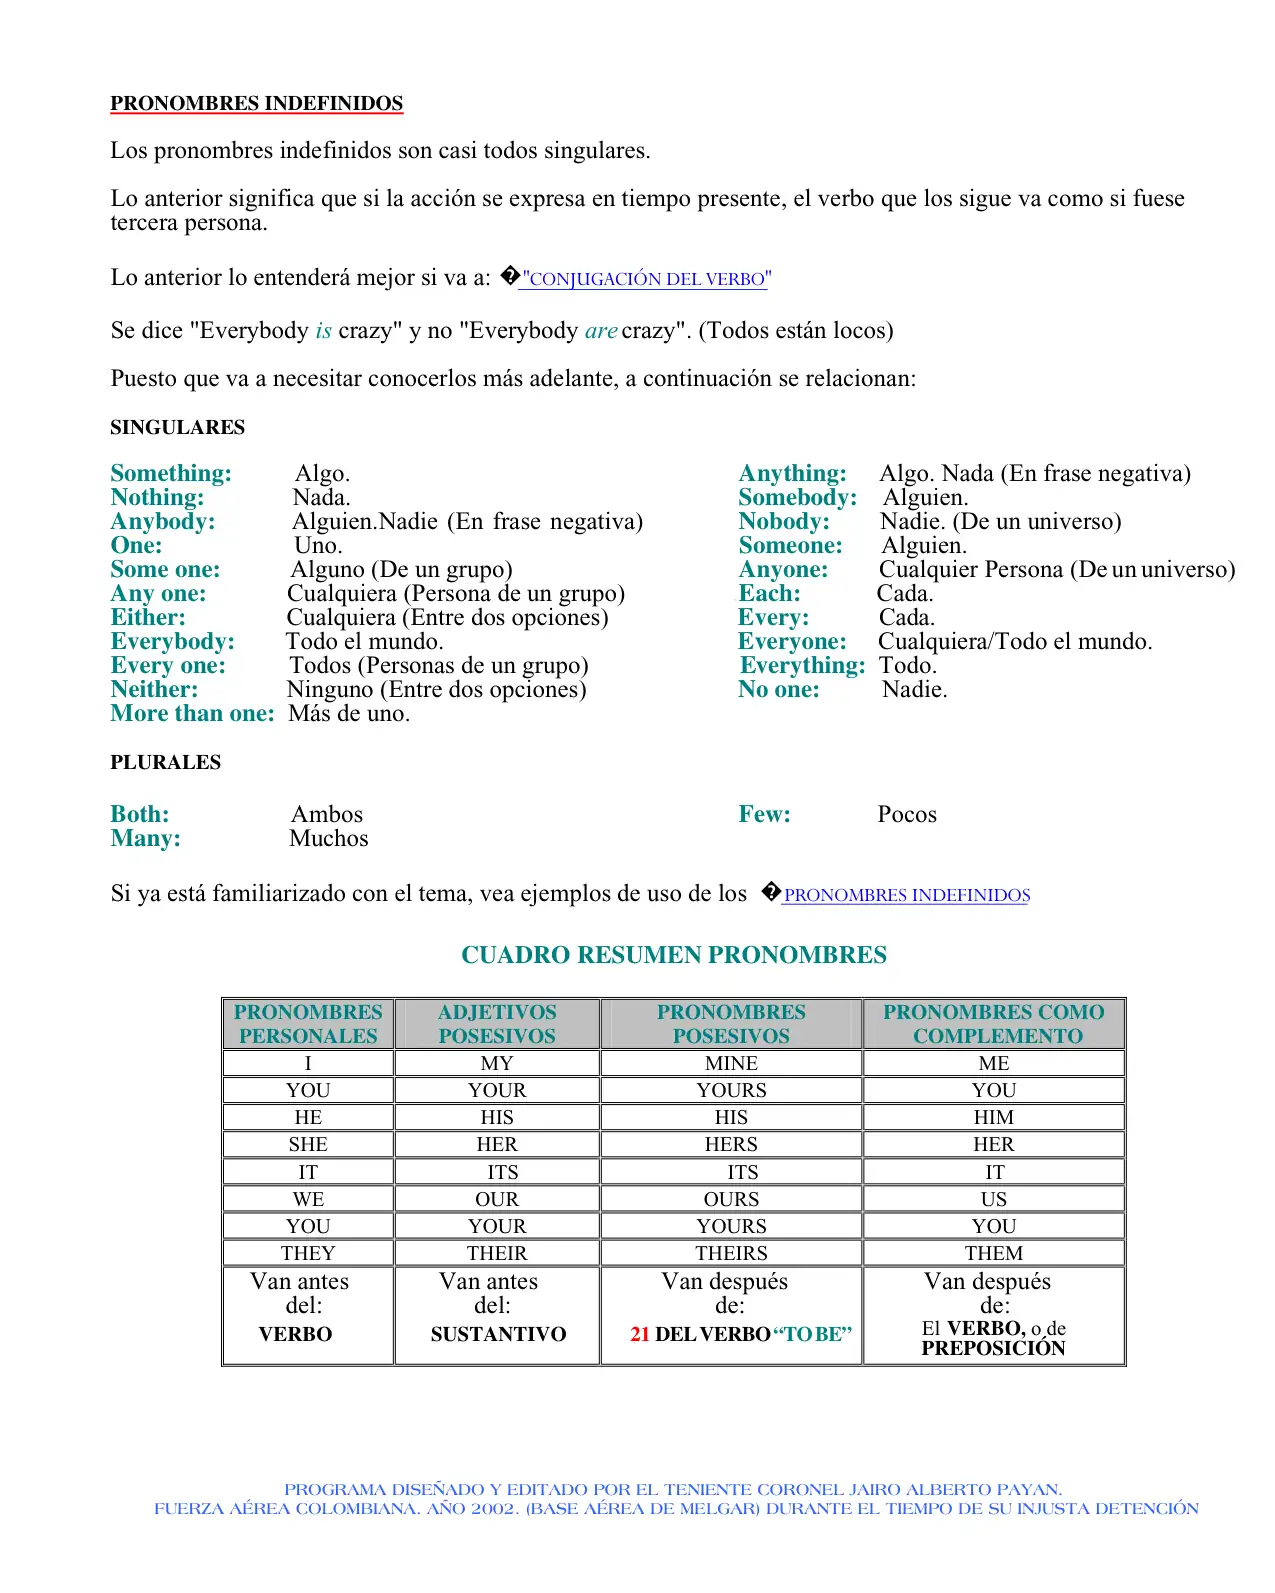 PRONOMBRES INDEFINIDOS
Los pronombres indefinidos son casi todos singulares.
Lo anterior significa que si la acción se expresa en tiempo presente, el verbo que los sigue va como si fuese
tercera persona.
Lo anterior lo entenderá mejor si va a: �"CONJUGACIÓN DEL VERBO"
Se dice "Everybody is crazy" y no "Everybody are crazy". (Todos están locos)
Puesto que va a necesitar conocerlos más adelante, a continuación se relacionan:
SINGULARES
Something: Algo. Anything: Algo. Nada (En frase negativa)
Nothing: Nada. Somebody: Alguien.
Anybody: Alguien.Nadie (En frase negativa) Nobody: Nadie. (De un universo)
One: Uno. Someone: Alguien.
Some one: Alguno (De un grupo) Anyone: Cualquier Persona (De un universo)
Any one: Cualquiera (Persona de un grupo) Each: Cada.
Either: Cualquiera (Entre dos opciones) Every: Cada.
Everybody: Todo el mundo. Everyone: Cualquiera/Todo el mundo.
Every one: Todos (Personas de un grupo) Everything: Todo.
Neither: Ninguno (Entre dos opciones) No one: Nadie.
More than one: Más de uno.
PLURALES
Both: Ambos Few: Pocos
Many: Muchos
Si ya está familiarizado con el tema, vea ejemplos de uso de los �PRONOMBRES INDEFINIDOS
CUADRO RESUMEN PRONOMBRES
PRONOMBRES ADJETIVOS PRONOMBRES PRONOMBRES COMO
PERSONALES POSESIVOS POSESIVOS COMPLEMENTO
I MY MINE ME
YOU YOUR YOURS YOU
HE HIS HIS HIM
SHE HER HERS HER
IT ITS ITS IT
WE OUR OURS US
YOU YOUR YOURS YOU
THEY THEIR THEIRS THEM
Van antes Van antes Van después Van después
del: del: de: de:
VERBO SUSTANTIVO 21 DEL VERBO “TO BE” El VERBO, o de
PREPOSICIÓN
PROGRAMA DISEÑADO Y EDITADO POR EL TENIENTE CORONEL JAIRO ALBERTO PAYAN.
FUERZA AÉREA COLOMBIANA. AÑO 2002. (BASE AÉREA DE MELGAR) DURANTE EL TIEMPO DE SU INJUSTA DETENCIÓN